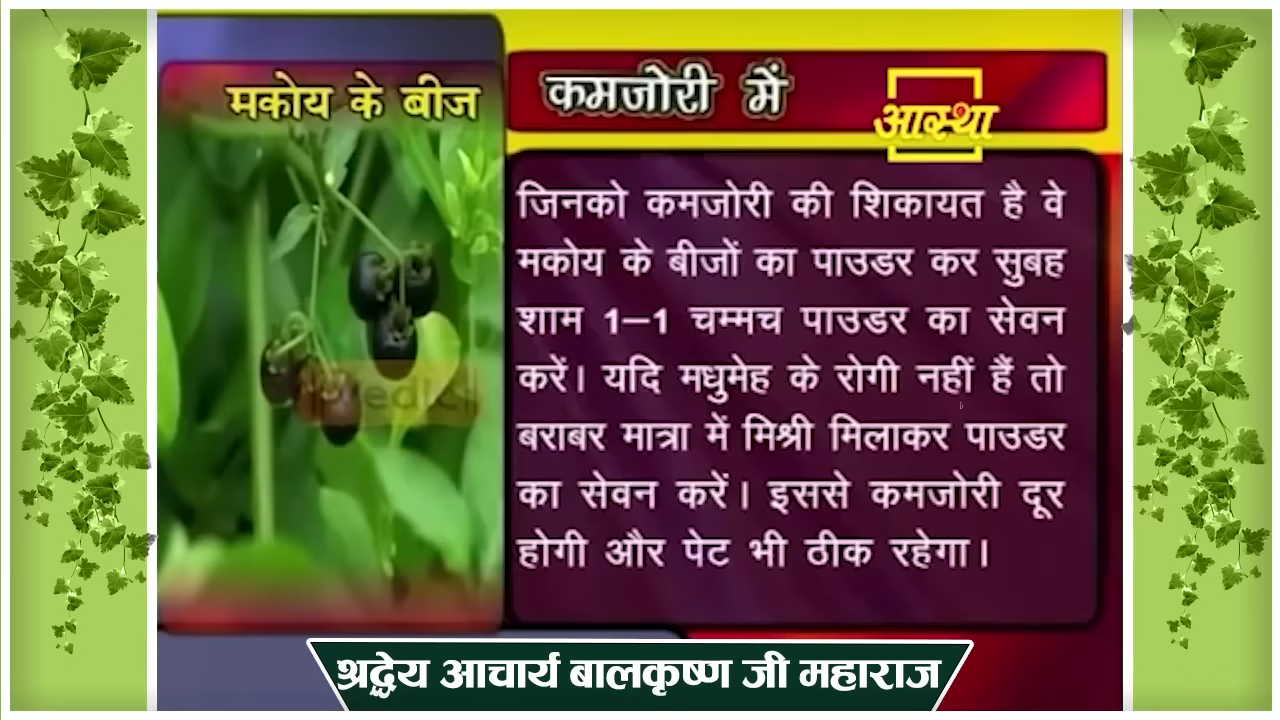 मकोय के बीज
कमजोरी में
आस्था
जिनको कमजोरी की शिकायत है वे
मकोय के बीजों का पाउडर कर सुबह
शाम 1–1 चम्मच पाउडर का सेवन
करें। यदि मधुमेह के रोगी नहीं हैं तो
बराबर मात्रा में मिश्री मिलाकर पाउडर
का सेवन करें। इससे कमजोरी दूर
होगी और पेट भी ठीक रहेगा।
श्रद्धेय आचार्य बालकृष्ण जी महाराज